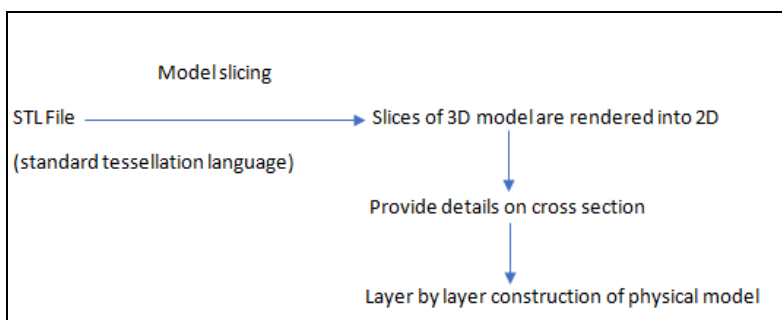 Model slicing
STL File
Slices of 3D model are rendered into 2D
(standard tessellation language)
Provide details on cross section
Layer by layer construction of physical model